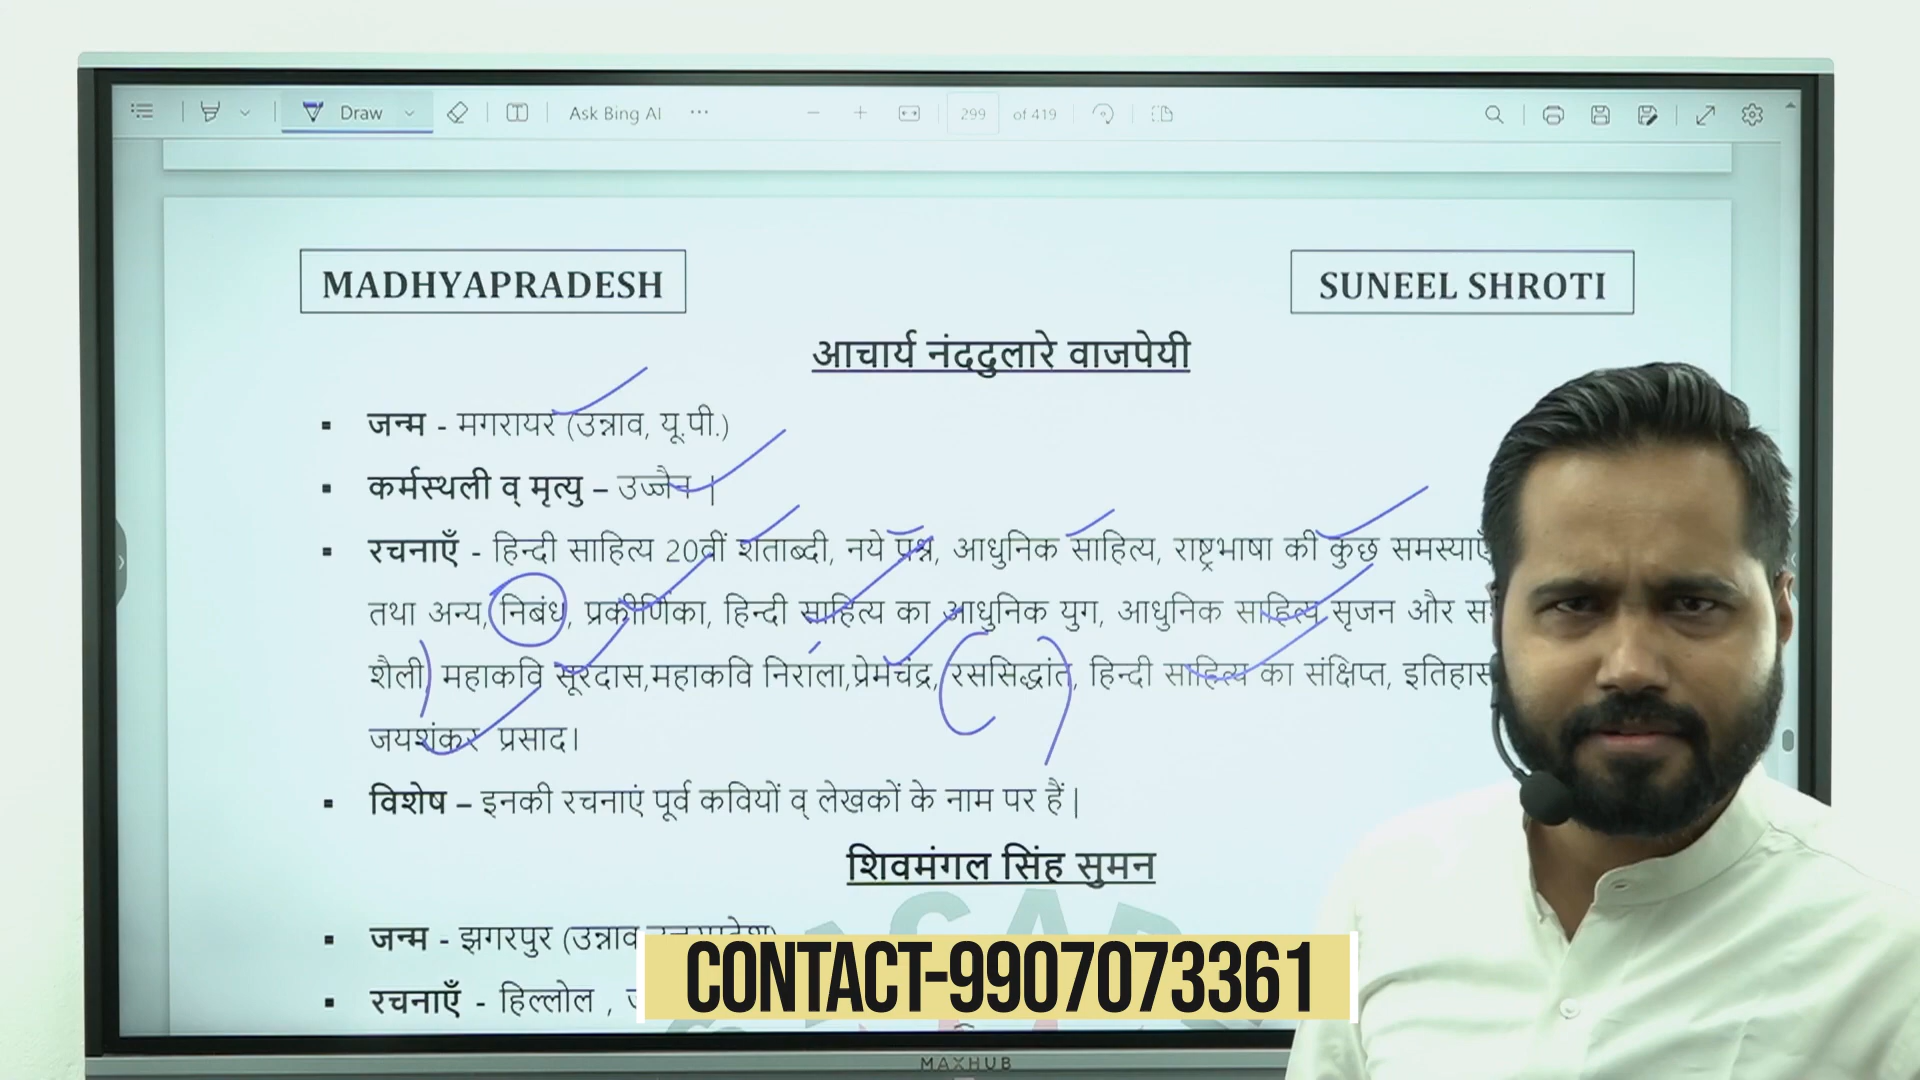 Draw
Ask Bing AI
299 of 419
MADHYAPRADESH
SUNEEL SHROTI
आचार्य नंददुलारे वाजपेयी
▪ जन्म - मगरायर (उन्नाव, यू.पी.)
▪ कर्मस्थली व् मृत्यु – उज्जैन |
▪ रचनाएँ - हिन्दी साहित्य 20वीं शताब्दी, नये प्रश्न, आधुनिक साहित्य, राष्ट्रभाषा की कुछ समस्याएँ
तथा अन्य, निबंध, प्रकीर्णिका, हिन्दी साहित्य का आधुनिक युग, आधुनिक साहित्य सृजन और
शैली, महाकवि सूरदास,महाकवि निराला,प्रेमचंद्र, रससिद्धांत, हिन्दी साहित्य का संक्षिप्त, इतिहास
जयशंकर प्रसाद।
▪ विशेष – इनकी रचनाएं पूर्व कवियों व् लेखकों के नाम पर हैं |
शिवमंगल सिंह सुमन
▪ जन्म - झगरपुर (उन्नाव
▪ रचनाएँ - हिल्लोल ,
CONTACT-9907073361
MAXHUB